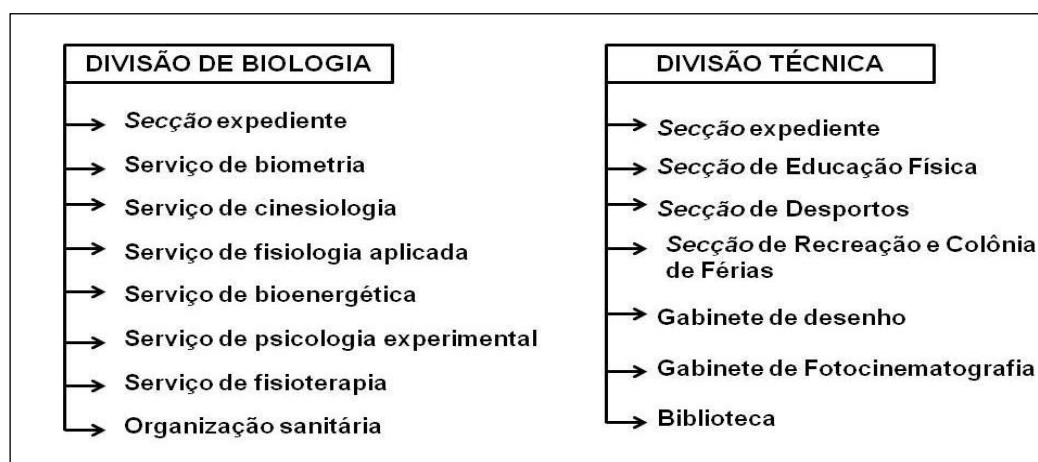 DIVISÃO DE BIOLOGIA
Secção expediente
Serviço de biometria
Serviço de cinesiologia
Serviço de fisiologia aplicada
Serviço de bioenergética
Serviço de psicologia experimental
Serviço de fisioterapia
Organização sanitária
DIVISÃO TÉCNICA
Secção expediente
Secção de Educação Física
Secção de Desportos
Secção de Recreação e Colônia
de Férias
Gabinete de desenho
Gabinete de Fotocinematografia
Biblioteca